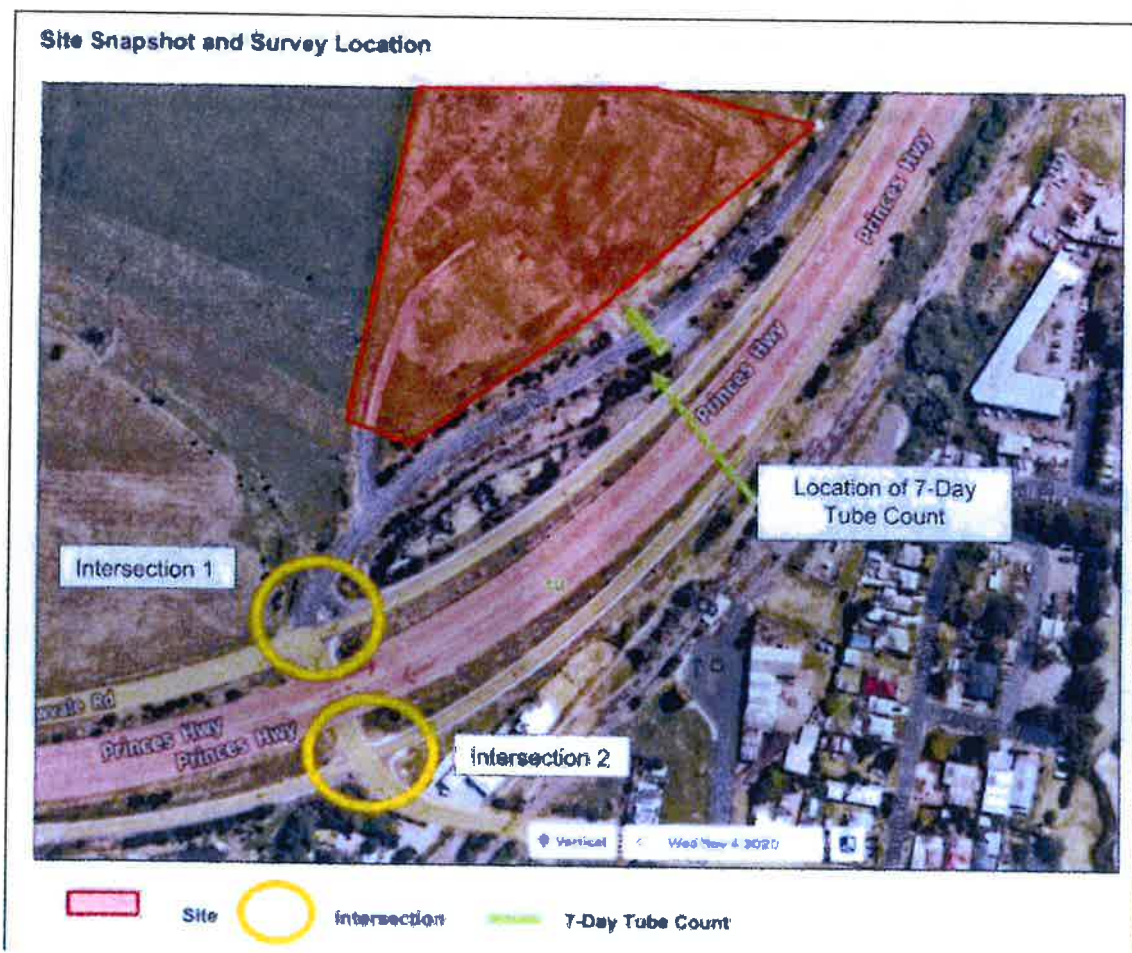 Site Snapshot and Survey Location
Princes Hwy
Princes Hwy
Location of 7-Day
Tube Count
Intersection 1
Princes Hwy
Princes Hwy
Intersection 2
Vertical
Wed Nov 4 2020
Site
Intersection
7-Day Tube Count